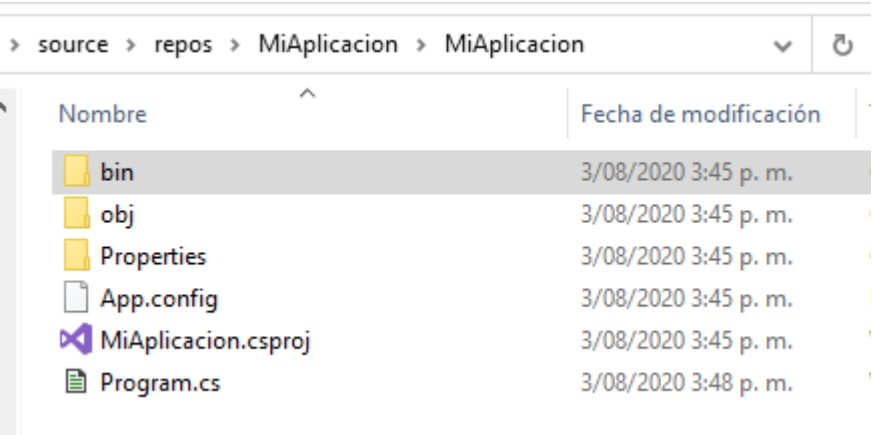 source > repos > MiAplicacion > MiAplicacion
Nombre Fecha de modificación
bin 3/08/2020 3:45 p. m.
obj 3/08/2020 3:45 p. m.
Properties 3/08/2020 3:45 p. m.
App.config 3/08/2020 3:45 p. m.
MiAplicacion.csproj 3/08/2020 3:45 p. m.
Program.cs 3/08/2020 3:48 p. m.